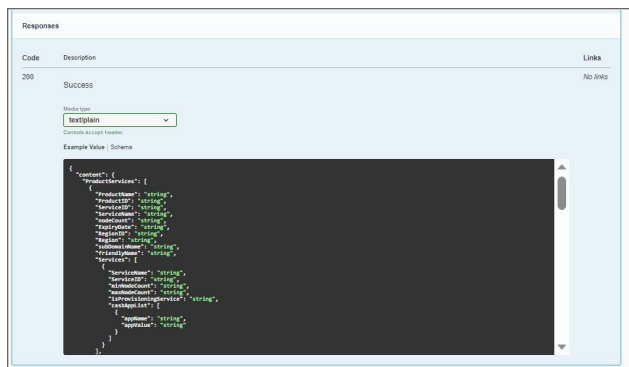 Responses
Code Description Links
200 Success No links
Media type
text/plain
Controls Accept header.
Example Value | Schema
{
"content": {
"ProductServices": [
{
"ProductName": "string",
"ProductID": "string",
"ServiceID": "string",
"ServiceName": "string",
"nodeCount": "string",
"ExpiryDate": "string",
"RegionID": "string",
"Region": "string",
"subDomainName": "string",
"friendlyName": "string",
"Services": [
{
"ServiceName": "string",
"ServiceID": "string",
"minNodeCount": "string",
"maxNodeCount": "string",
"isProvisioningService": "string",
"cashAppList": [
{
"appName": "string",
"appValue": "string"
}
]
}
],